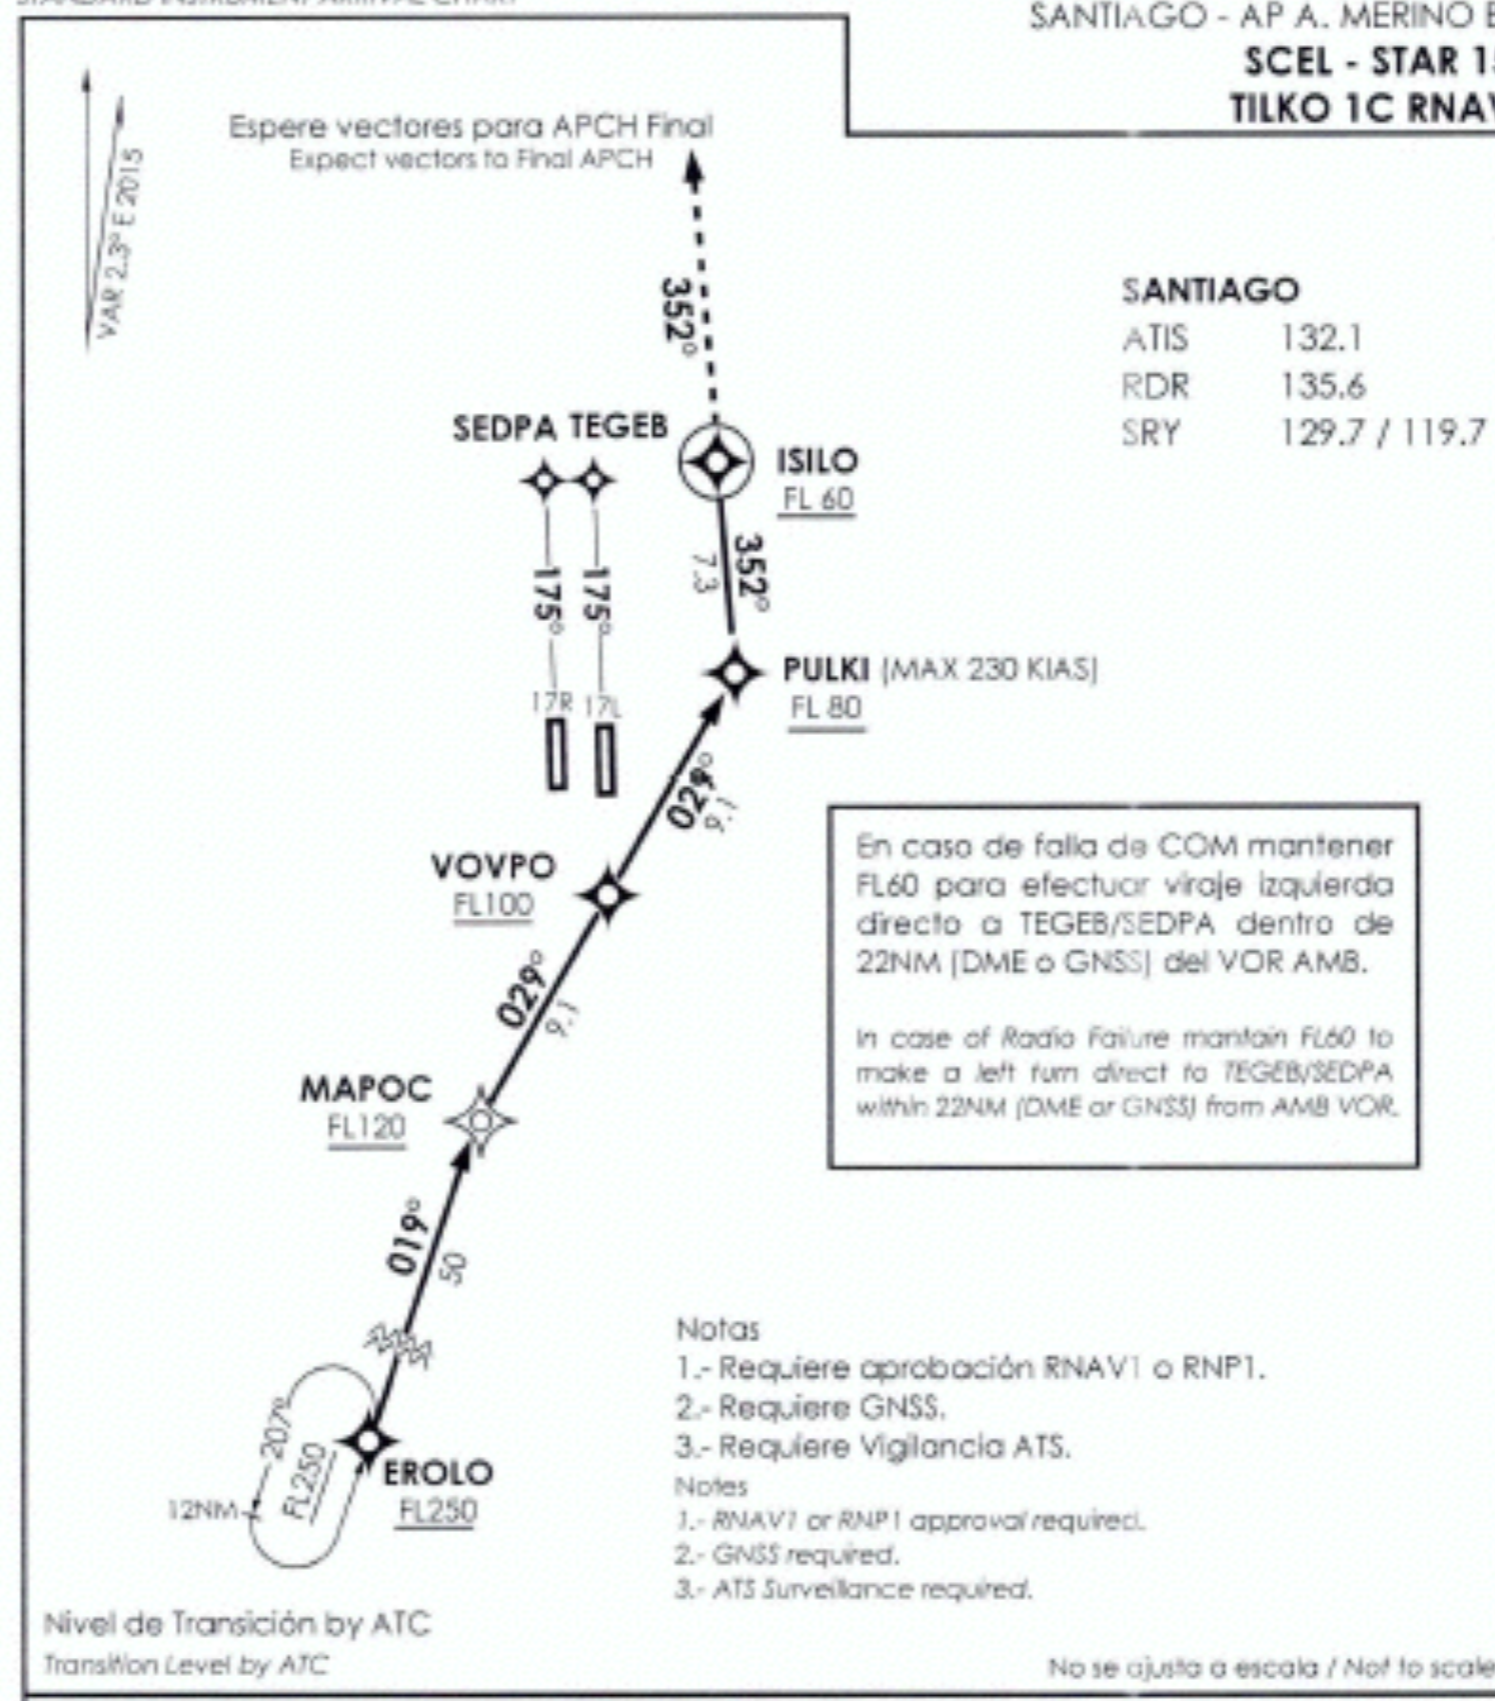 STANDARD INSTRUMENT ARRIVAL CHART
SANTIAGO - AP A. MERINO
SCEL - STAR
TILKO 1C RNAV
VAR 2.3° E 2015
Espere vectores para APCH Final
Expect vectors to Final APCH
352°
SANTIAGO
ATIS 132.1
RDR 135.6
SRY 129.7 / 119.7
SEDPA TEGEB
ISILO
FL 60
7.3
352°
175° 175°
17R 17L
PULKI (MAX 230 KIAS)
FL 80
029°
9.1
VOVPO
FL100
029°
9.1
En caso de falla de COM mantener
FL60 para efectuar viraje izquierda
directo a TEGEB/SEDPA dentro de
22NM (DME o GNSS) del VOR AMB.
In case of Radio Failure mantain FL60 to
make a left turn direct to TEGEB/SEDPA
within 22NM (DME or GNSS) from AMB VOR.
MAPOC
FL120
019°
50
207°
FL250
12NM
EROLO
FL250
Notas
1.- Requiere aprobación RNAV1 o RNP1.
2.- Requiere GNSS.
3.- Requiere Vigilancia ATS.
Notes
1.- RNAV1 or RNP1 approval required.
2.- GNSS required.
3.- ATS Surveillance required.
Nivel de Transición by ATC
Transition Level by ATC
No se ajusta a escala / Not to scale